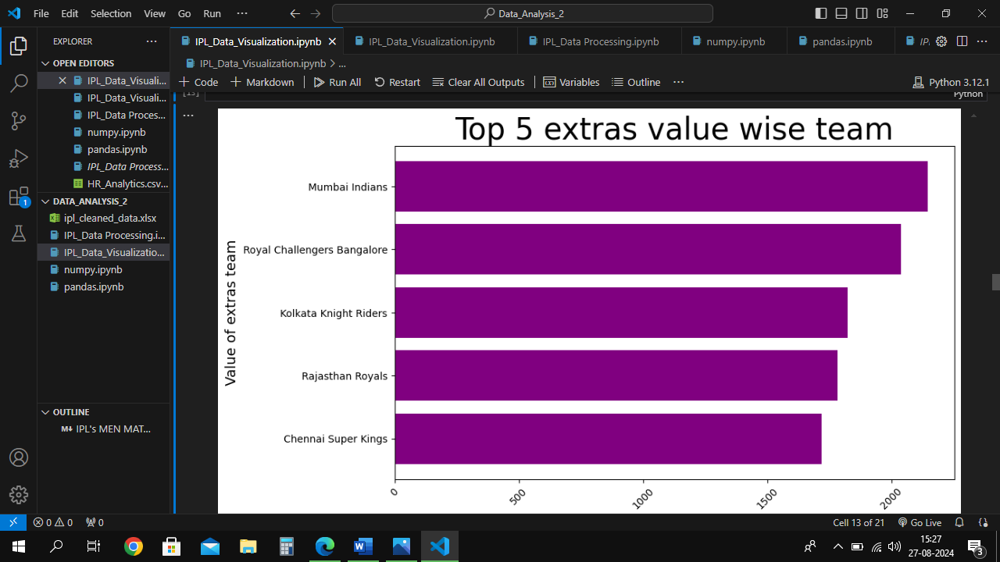 File Edit Selection View Go Run ··· Data_Analysis_2
EXPLORER ···
OPEN EDITORS
IPL_Data_Visuali...
IPL_Data_Visuali...
IPL_Data Proces...
numpy.ipynb
pandas.ipynb
IPL_Data Process...
HR_Analytics.csv...
DATA_ANALYSIS_2
ipl_cleaned_data.xlsx
IPL_Data Processing.i...
IPL_Data_Visualizatio...
numpy.ipynb
pandas.ipynb
OUTLINE
M↓ IPL's MEN MAT...
1
IPL_Data_Visualization.ipynb IPL_Data_Visualization.ipynb IPL_Data Processing.ipynb numpy.ipynb pandas.ipynb IPL ···
IPL_Data_Visualization.ipynb > ...
+ Code + Markdown Run All Restart Clear All Outputs Variables Outline ··· Python 3.12.1
[13] Python
···
Top 5 extras value wise team
Value of extras team
Mumbai Indians
Royal Challengers Bangalore
Kolkata Knight Riders
Rajasthan Royals
Chennai Super Kings
0 500 1000 1500 2000
0 0 0 Cell 13 of 21 Go Live
15:27
27-08-2024
3